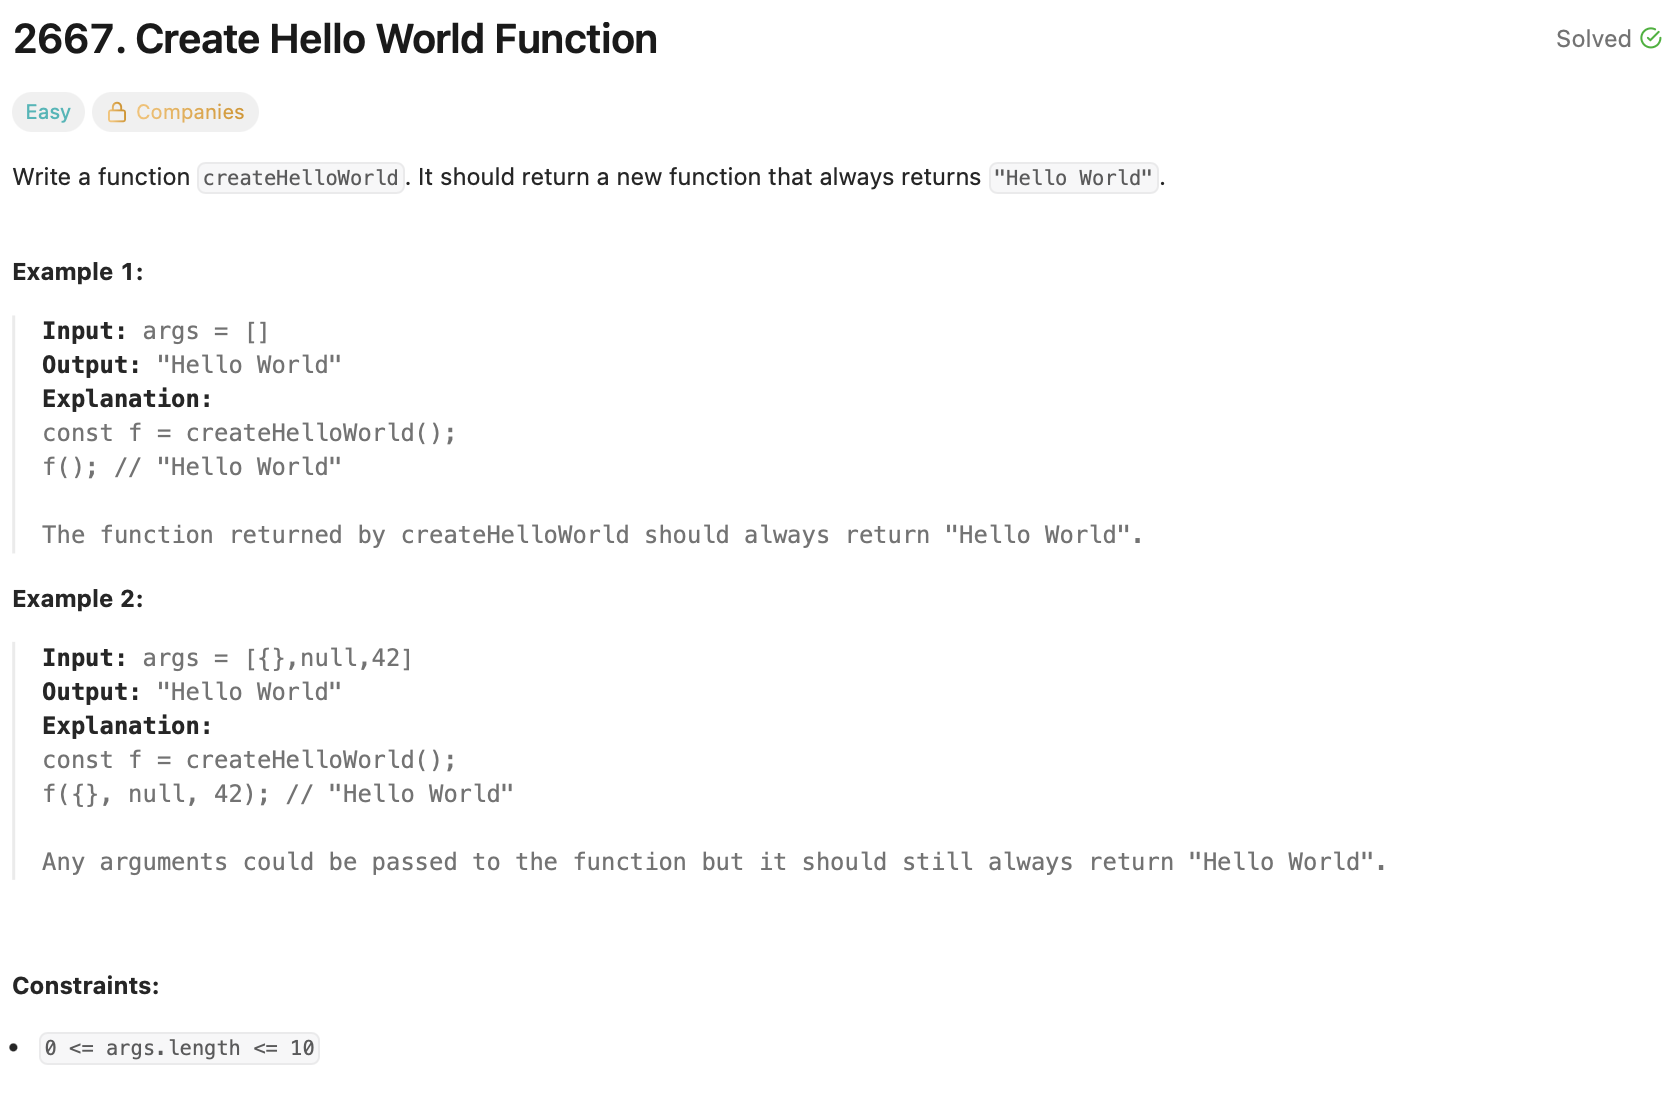 2667. Create Hello World Function
Solved
Easy
Companies
Write a function createHelloWorld. It should return a new function that always returns "Hello World".
Example 1:
Input: args = []
Output: "Hello World"
Explanation:
const f = createHelloWorld();
f(); // "Hello World"
The function returned by createHelloWorld should always return "Hello World".
Example 2:
Input: args = [{},null,42]
Output: "Hello World"
Explanation:
const f = createHelloWorld();
f({}, null, 42); // "Hello World"
Any arguments could be passed to the function but it should still always return "Hello World".
Constraints:
• 0 <= args.length <= 10